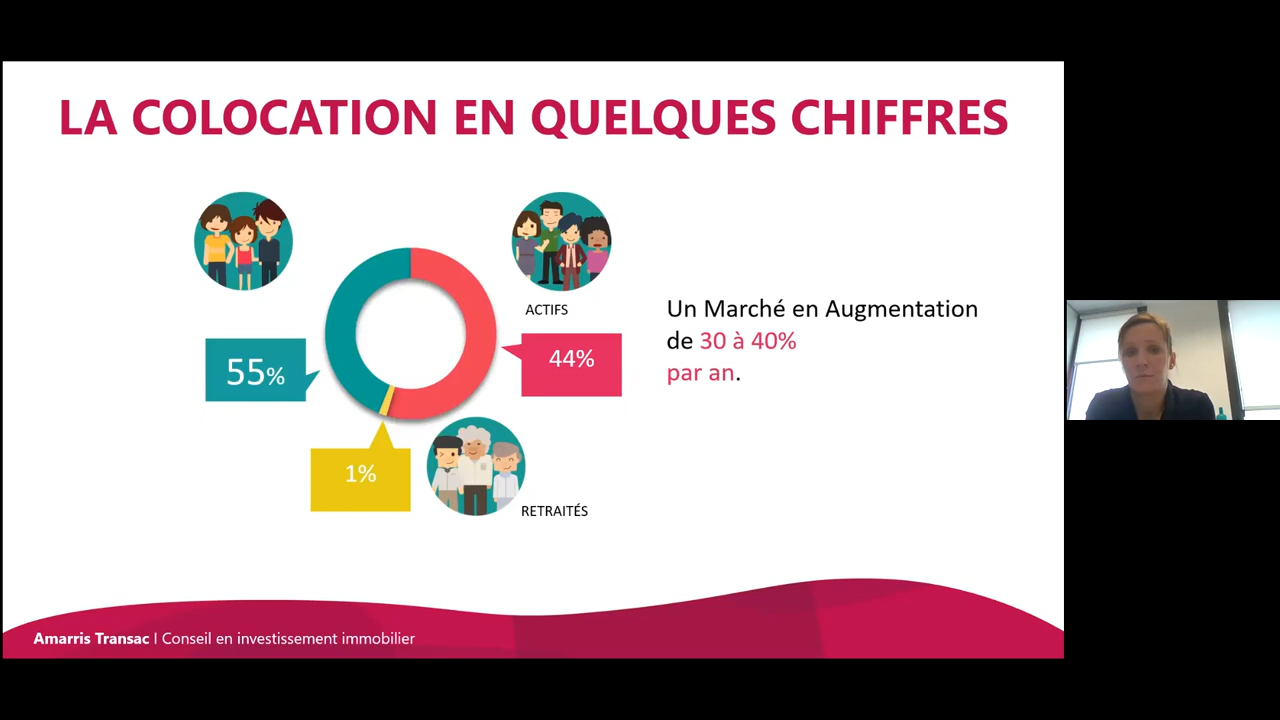 LA COLOCATION EN QUELQUES CHIFFRES
ACTIFS
55%
44%
1%
RETRAITÉS
Un Marché en Augmentation
de 30 à 40%
par an.
Amarris Transac | Conseil en investissement immobilier